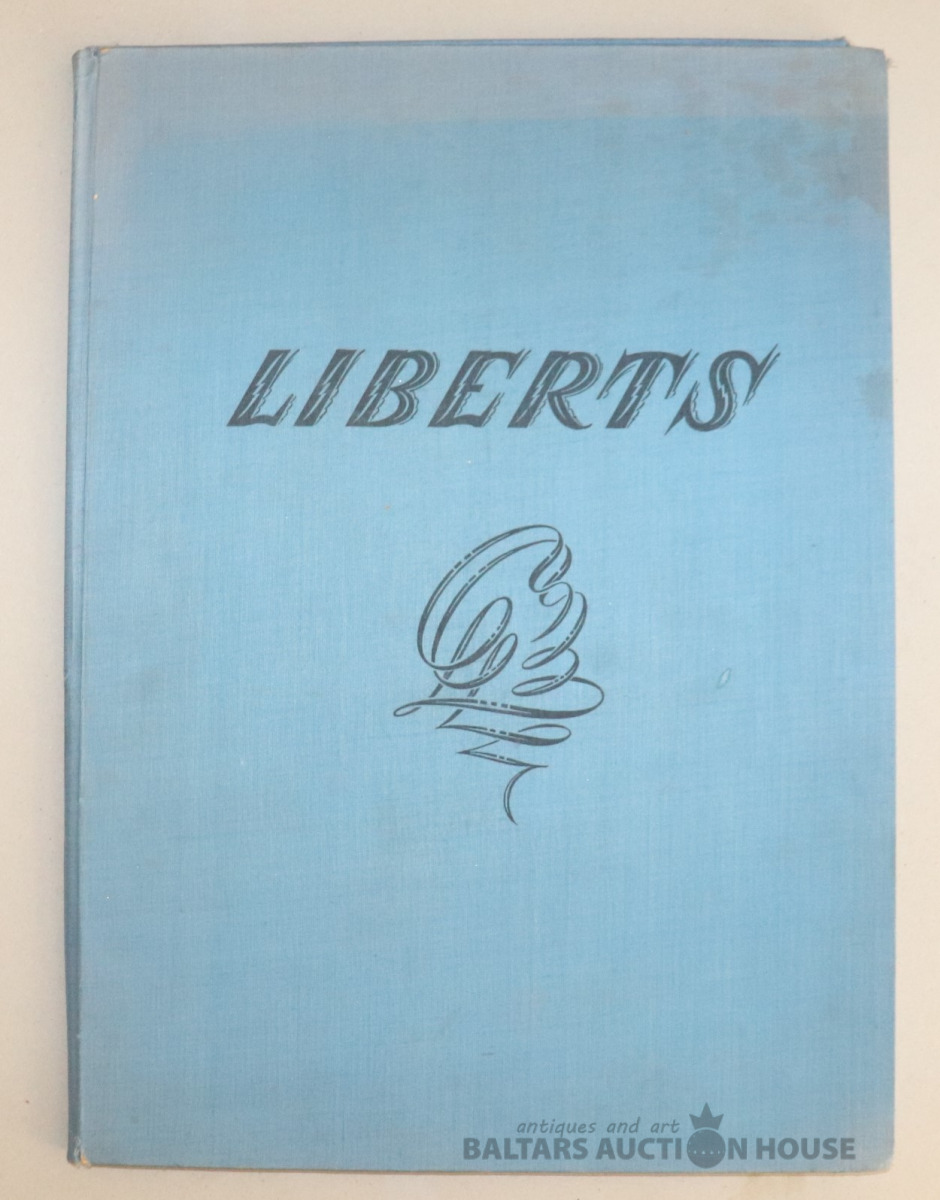 LIBERTS
antiques and art
BALTARS AUCTION HOUSE